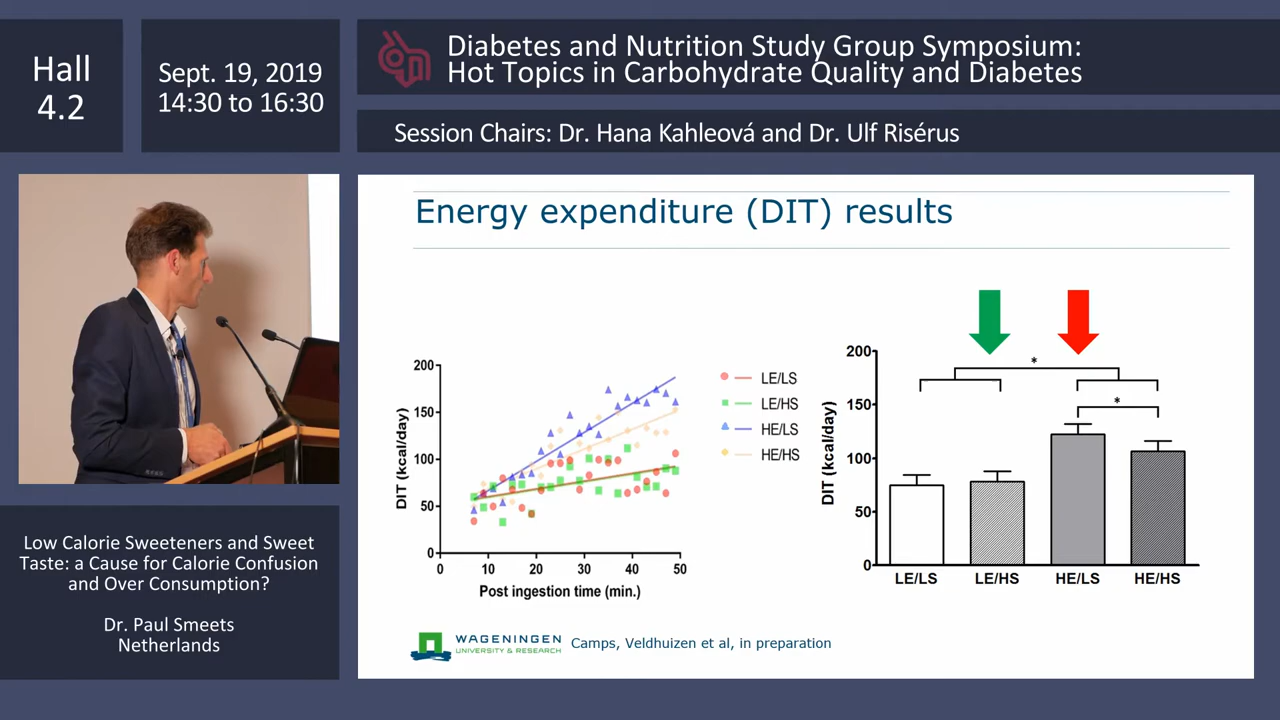 Hall
4.2
Sept. 19, 2019
14:30 to 16:30
Diabetes and Nutrition Study Group Symposium:
Hot Topics in Carbohydrate Quality and Diabetes
Session Chairs: Dr. Hana Kahleová and Dr. Ulf Risérus
Low Calorie Sweeteners and Sweet
Taste: a Cause for Calorie Confusion
and Over Consumption?
Dr. Paul Smeets
Netherlands
Energy expenditure (DIT) results
DIT (kcal/day)
200
150
100
50
0
0
10
20
30
40
50
Post ingestion time (min.)
LE/LS
LE/HS
HE/LS
HE/HS
DIT (kcal/day)
200
150
100
50
0
*
*
LE/LS
LE/HS
HE/LS
HE/HS
WAGENINGEN
UNIVERSITY & RESEARCH
Camps, Veldhuizen et al, in preparation